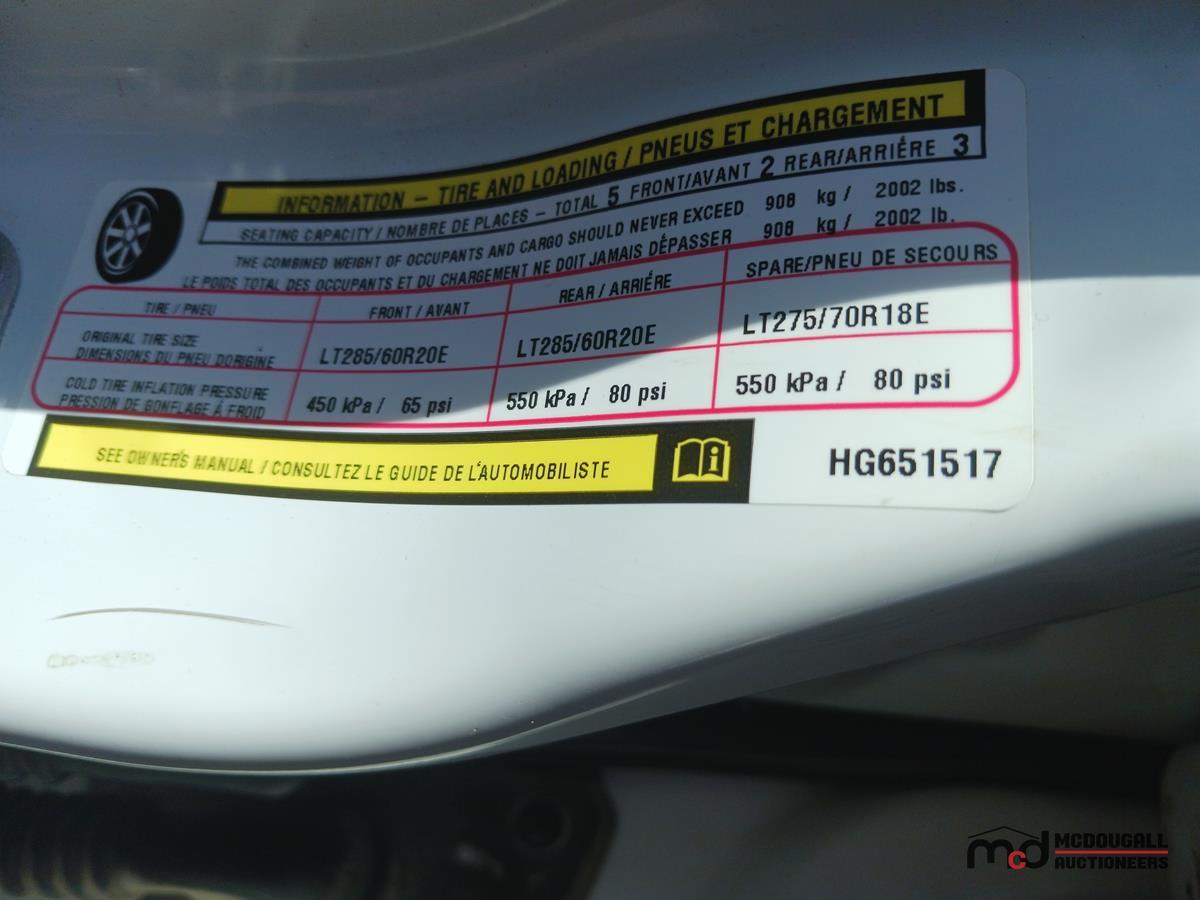 INFORMATION – TIRE AND LOADING / PNEUS ET CHARGEMENT
SEATING CAPACITY / NOMBRE DE PLACES – TOTAL 5 FRONT/AVANT 2 REAR/ARRIÉRE 3
THE COMBINED WEIGHT OF OCCUPANTS AND CARGO SHOULD NEVER EXCEED 908 kg / 2002 lbs.
LE POIDS TOTAL DES OCCUPANTS ET DU CHARGEMENT NE DOIT JAMAIS DÉPASSER 908 kg / 2002 lb.
TIRE / PNEU FRONT / AVANT REAR / ARRIÉRE SPARE/PNEU DE SECOURS
ORIGINAL TIRE SIZE
DIMENSIONS DU PNEU D'ORIGINE LT285/60R20E LT285/60R20E LT275/70R18E
COLD TIRE INFLATION PRESSURE
PRESSION DE GONFLAGE À FROID 450 kPa / 65 psi 550 kPa / 80 psi 550 kPa / 80 psi
SEE OWNER'S MANUAL / CONSULTEZ LE GUIDE DE L'AUTOMOBILISTE
HG651517
mcd MCDOUGALL
AUCTIONEERS